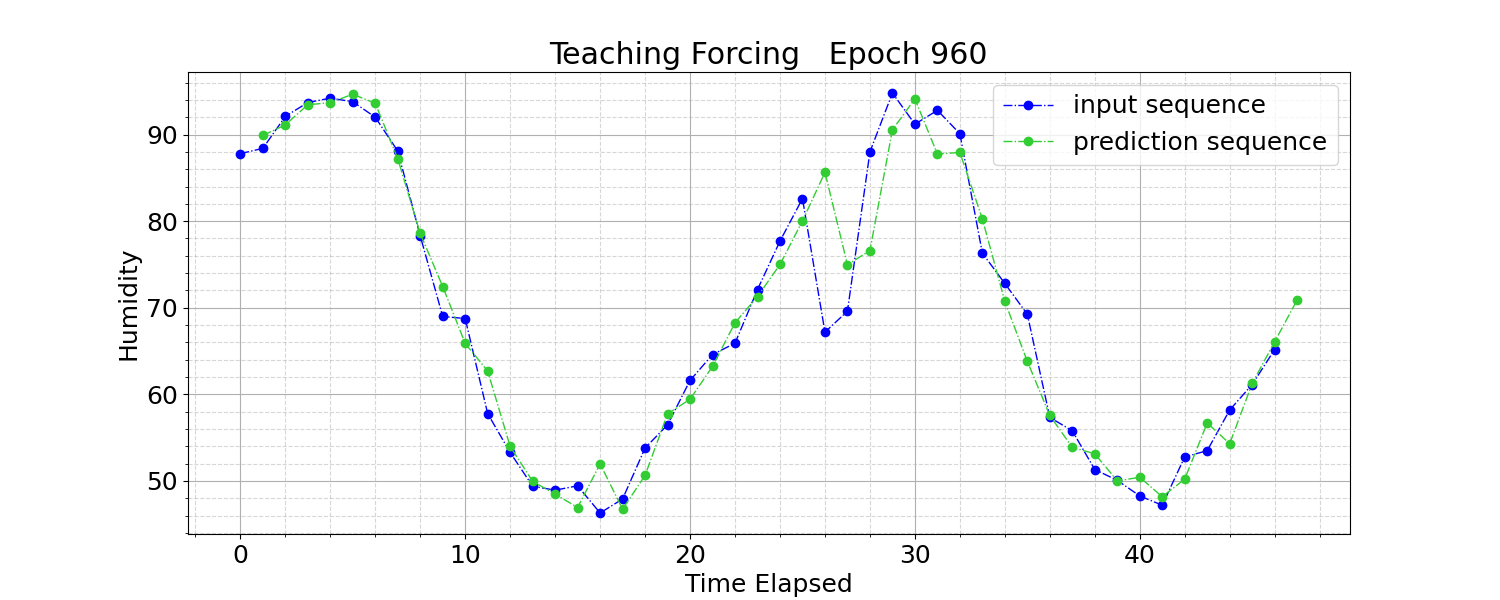 Teaching Forcing   Epoch 960
input sequence
prediction sequence
Humidity
90
80
70
60
50
0 10 20 30 40
Time Elapsed